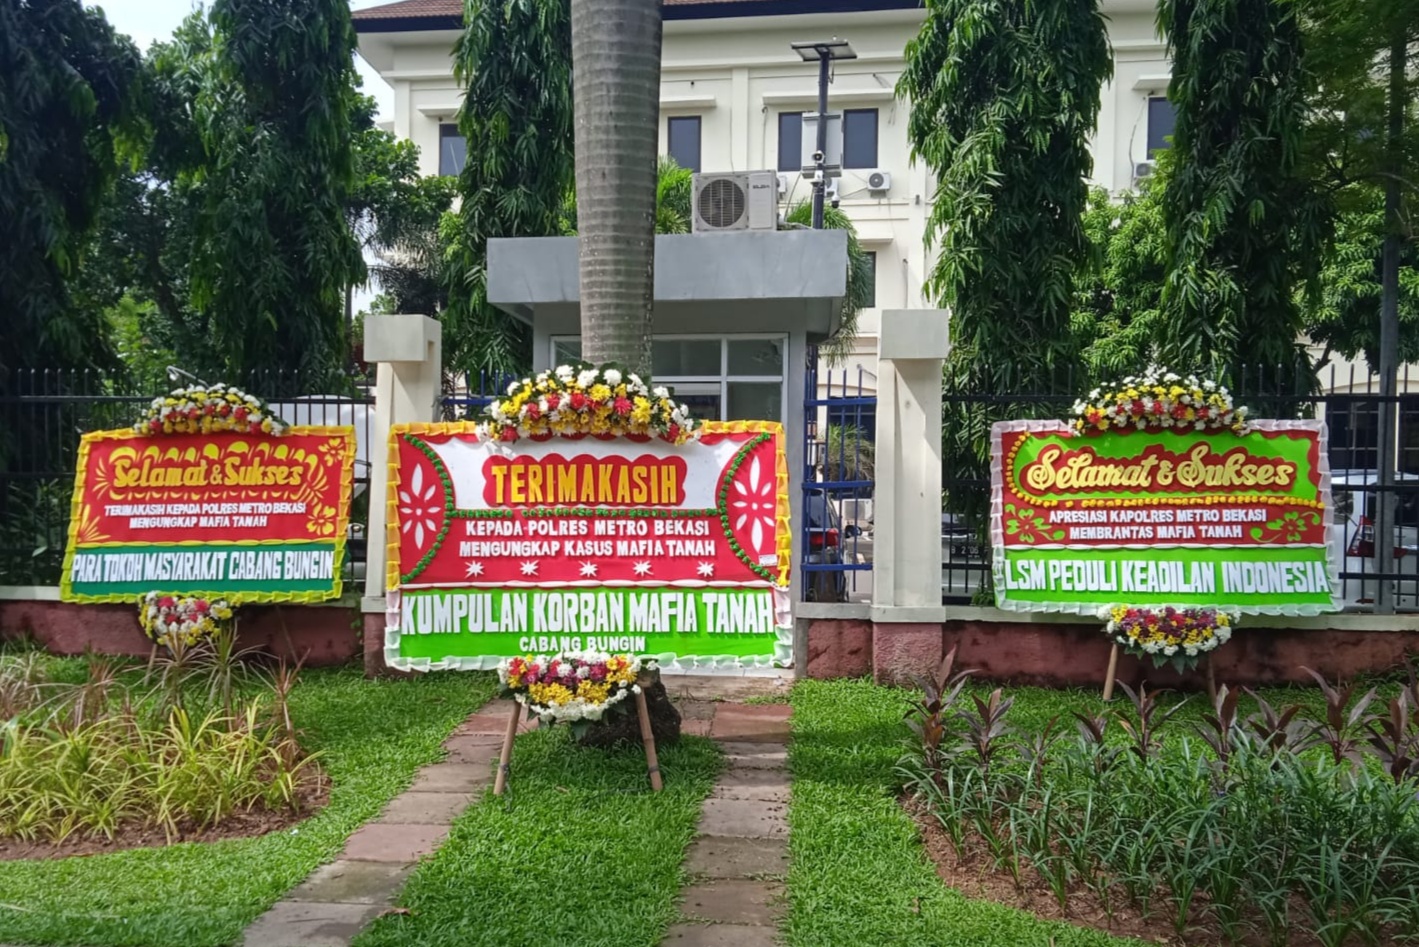 Selamat & Sukses
TERIMAKASIH KEPADA POLRES METRO BEKASI
MENGUNGKAP MAFIA TANAH
PARA TOKOH MASYARAKAT CABANG BUNGIN
TERIMAKASIH
KEPADA POLRES METRO BEKASI
MENGUNGKAP KASUS MAFIA TANAH
KUMPULAN KORBAN MAFIA TANAH
CABANG BUNGIN
Selamat & Sukses
APRESIASI KAPOLRES METRO BEKASI
MEMBRANTAS MAFIA TANAH
LSM PEDULI KEADILAN INDONESIA